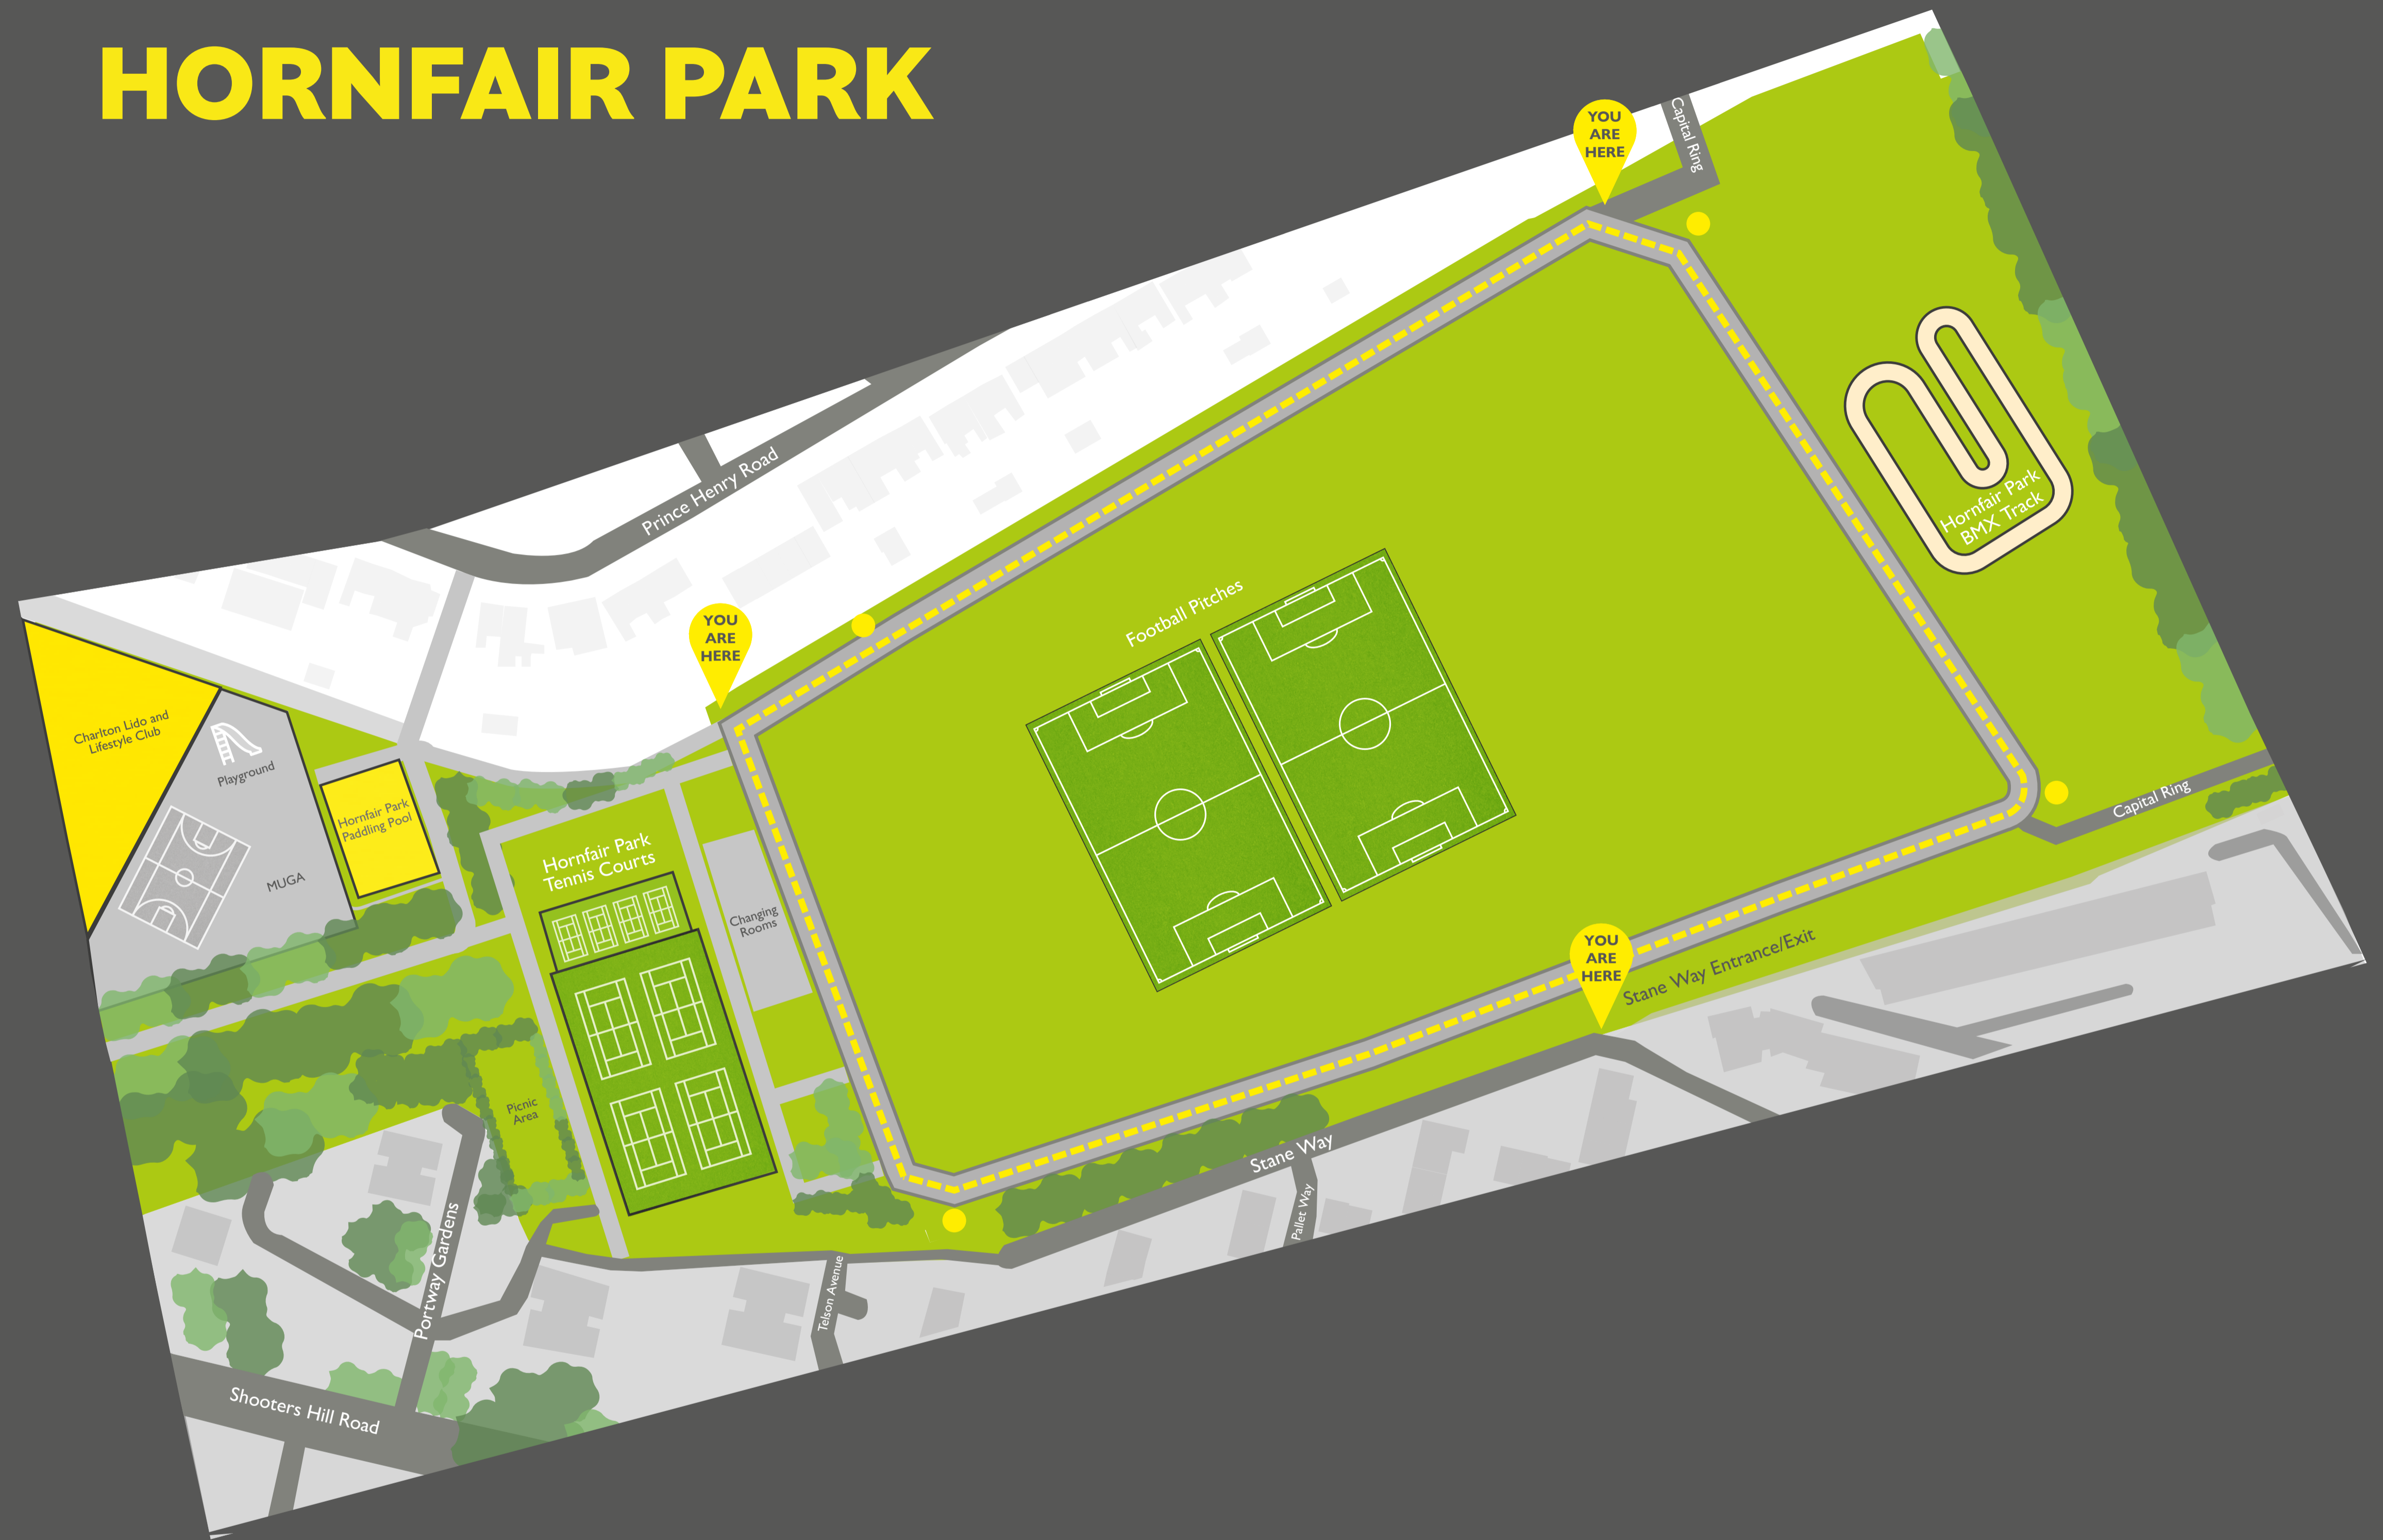 HORNFAIR PARK
YOU
ARE
HERE
Capital Ring
Prince Henry Road
YOU
ARE
HERE
Hornfair Park
BMX Track
Football Pitches
Charlton Lido and
Lifestyle Club
Playground
Hornfair Park
Paddling Pool
MUGA
Hornfair Park
Tennis Courts
Changing
Rooms
Capital Ring
YOU
ARE
HERE
Stane Way Entrance/Exit
Picnic
Area
Stane Way
Pallet Way
Portway Gardens
Telson Avenue
Shooters Hill Road